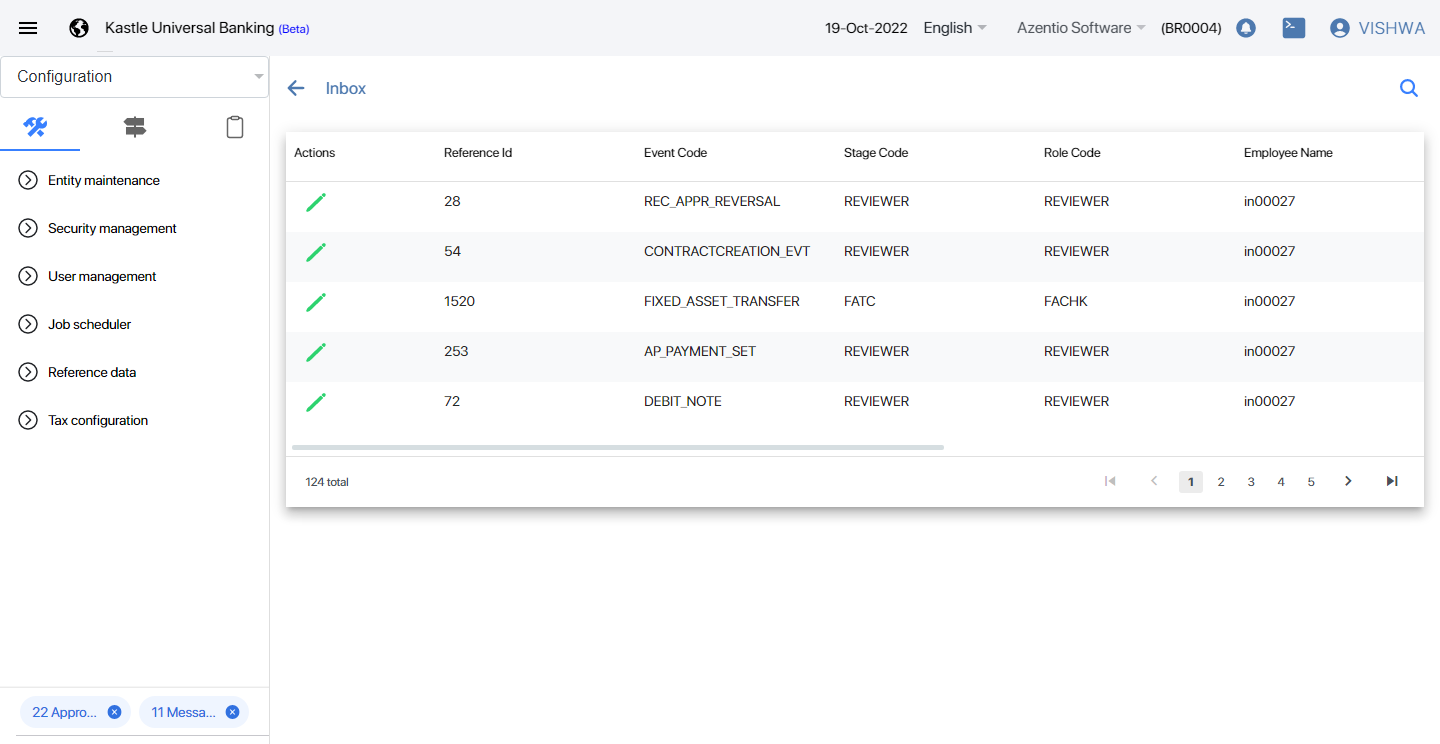 Kastle Universal Banking (Beta) 19-Oct-2022 English Azentio Software (BR0004) VISHWA
Configuration
Inbox
Entity maintenance
Security management
User management
Job scheduler
Reference data
Tax configuration
Actions Reference Id Event Code Stage Code Role Code Employee Name
28 REC_APPR_REVERSAL REVIEWER REVIEWER in00027
54 CONTRACTCREATION_EVT REVIEWER REVIEWER in00027
1520 FIXED_ASSET_TRANSFER FATC FACHK in00027
253 AP_PAYMENT_SET REVIEWER REVIEWER in00027
72 DEBIT_NOTE REVIEWER REVIEWER in00027
124 total 1 2 3 4 5
22 Appro... 11 Messa...